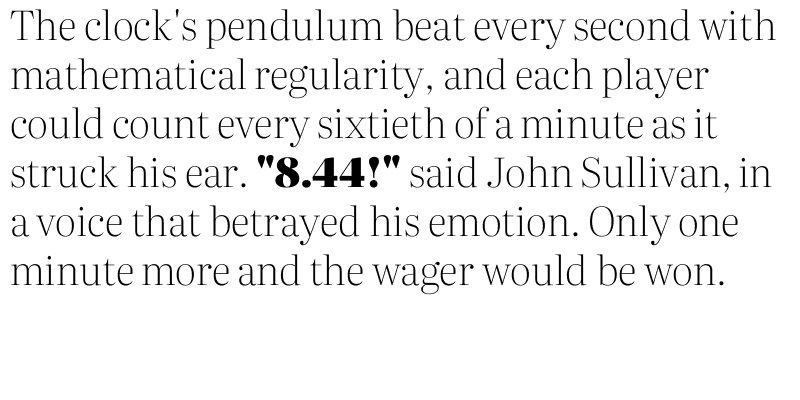 The clock's pendulum beat every second with
mathematical regularity, and each player
could count every sixtieth of a minute as it
struck his ear. "8.44!" said John Sullivan, in
a voice that betrayed his emotion. Only one
minute more and the wager would be won.